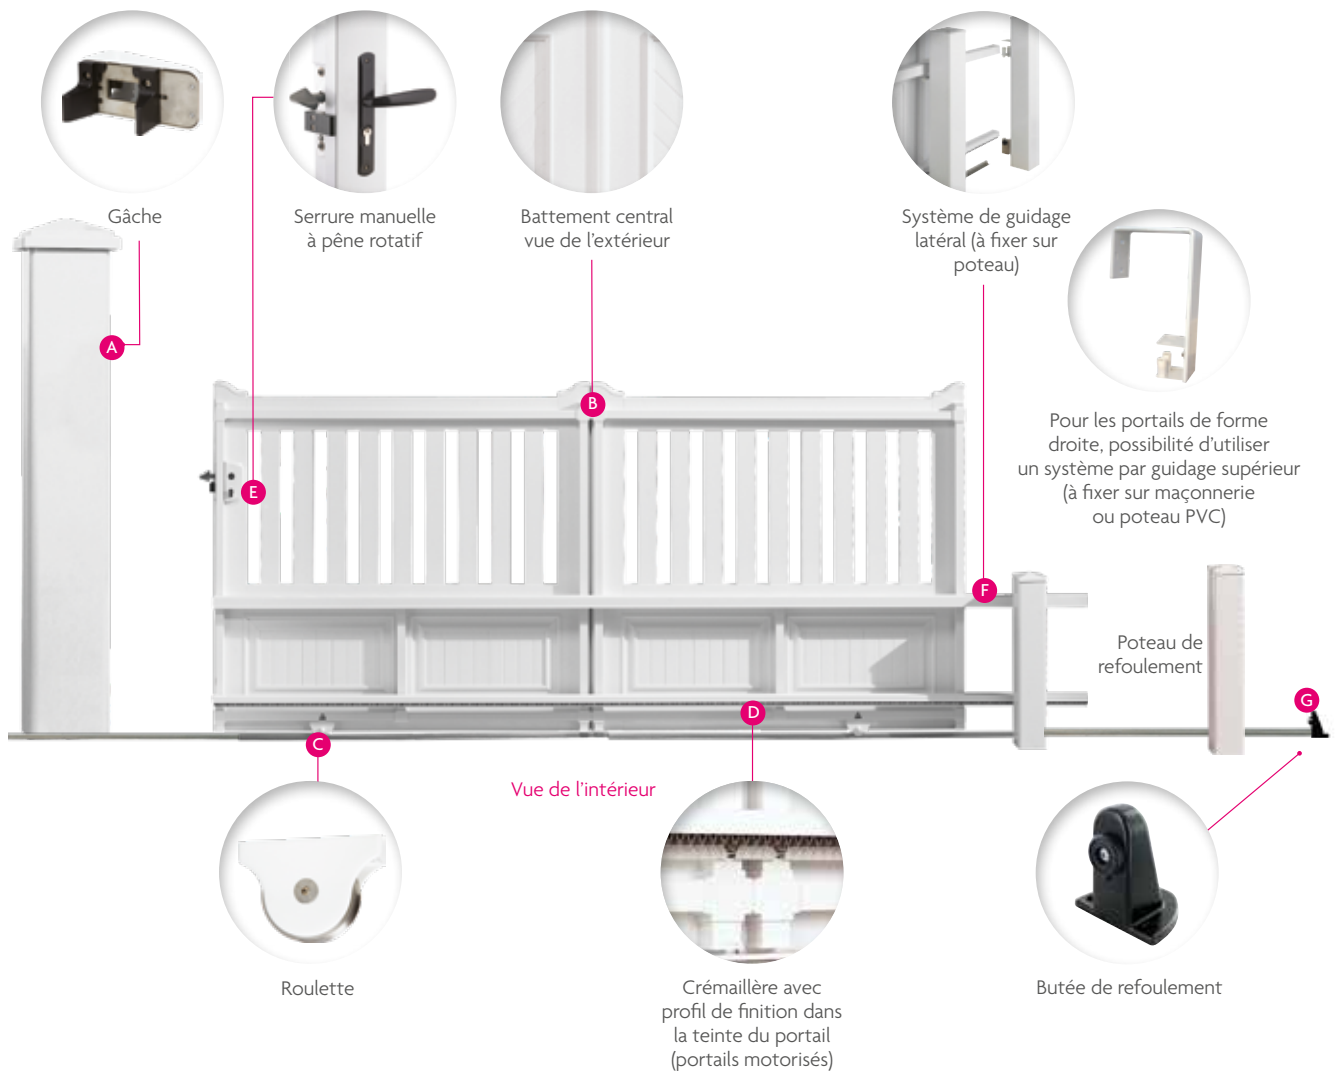 Gâche
Serrure manuelle
à pêne rotatif
Battement central
vue de l'extérieur
Système de guidage
latéral (à fixer sur
poteau)
Pour les portails de forme
droite, possibilité d'utiliser
un système par guidage supérieur
(à fixer sur maçonnerie
ou poteau PVC)
A
B
E
F
Poteau de
refoulement
D
G
C
Vue de l'intérieur
Roulette
Crémaillère avec
profil de finition dans
la teinte du portail
(portails motorisés)
Butée de refoulement